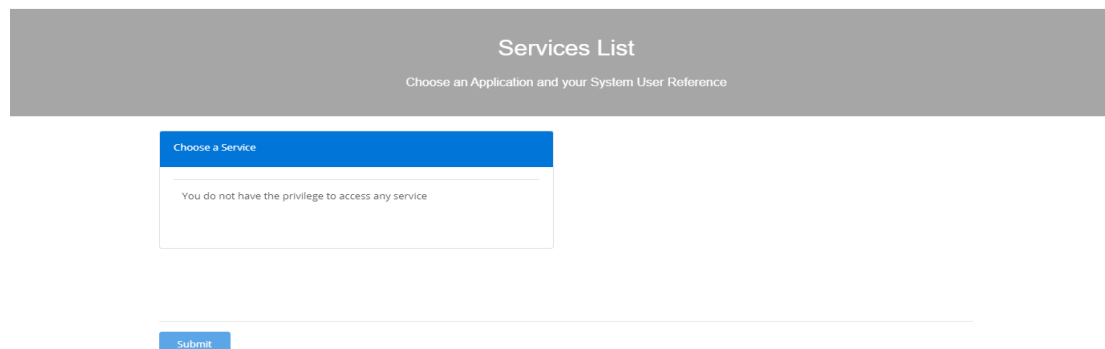 Services List
Choose an Application and your System User Reference
Choose a Service
You do not have the privilege to access any service
Submit